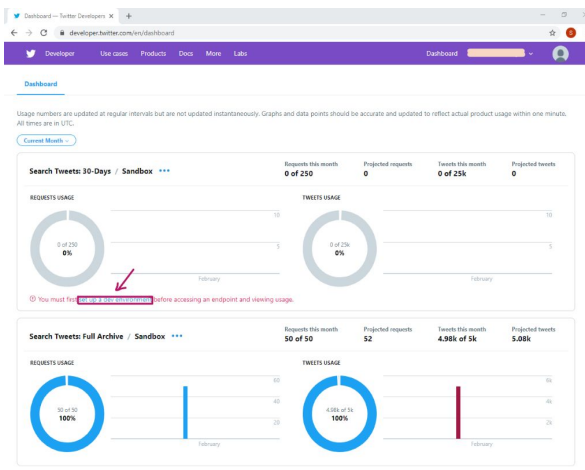 Dashboard — Twitter Developers
developer.twitter.com/en/dashboard
Developer Use cases Products Docs More Labs Dashboard
Dashboard
Usage numbers are updated at regular intervals but are not updated instantaneously. Graphs and data points should be accurate and updated to reflect actual product usage within one minute.
All times are in UTC.
Current Month
Search Tweets: 30-Days / Sandbox
Requests this month Projected requests Tweets this month Projected tweets
0 of 250 0 0 of 25k 0
REQUESTS USAGE TWEETS USAGE
10 10
0 of 250 5 0 of 25k 5
0% 0%
February February
You must first set up a dev environment before accessing an endpoint and viewing usage.
Search Tweets: Full Archive / Sandbox
Requests this month Projected requests Tweets this month Projected tweets
50 of 50 52 4.98k of 5k 5.08k
REQUESTS USAGE TWEETS USAGE
60 6k
50 of 50 40 4.98k of 5k 4k
100% 100%
20 2k
February February